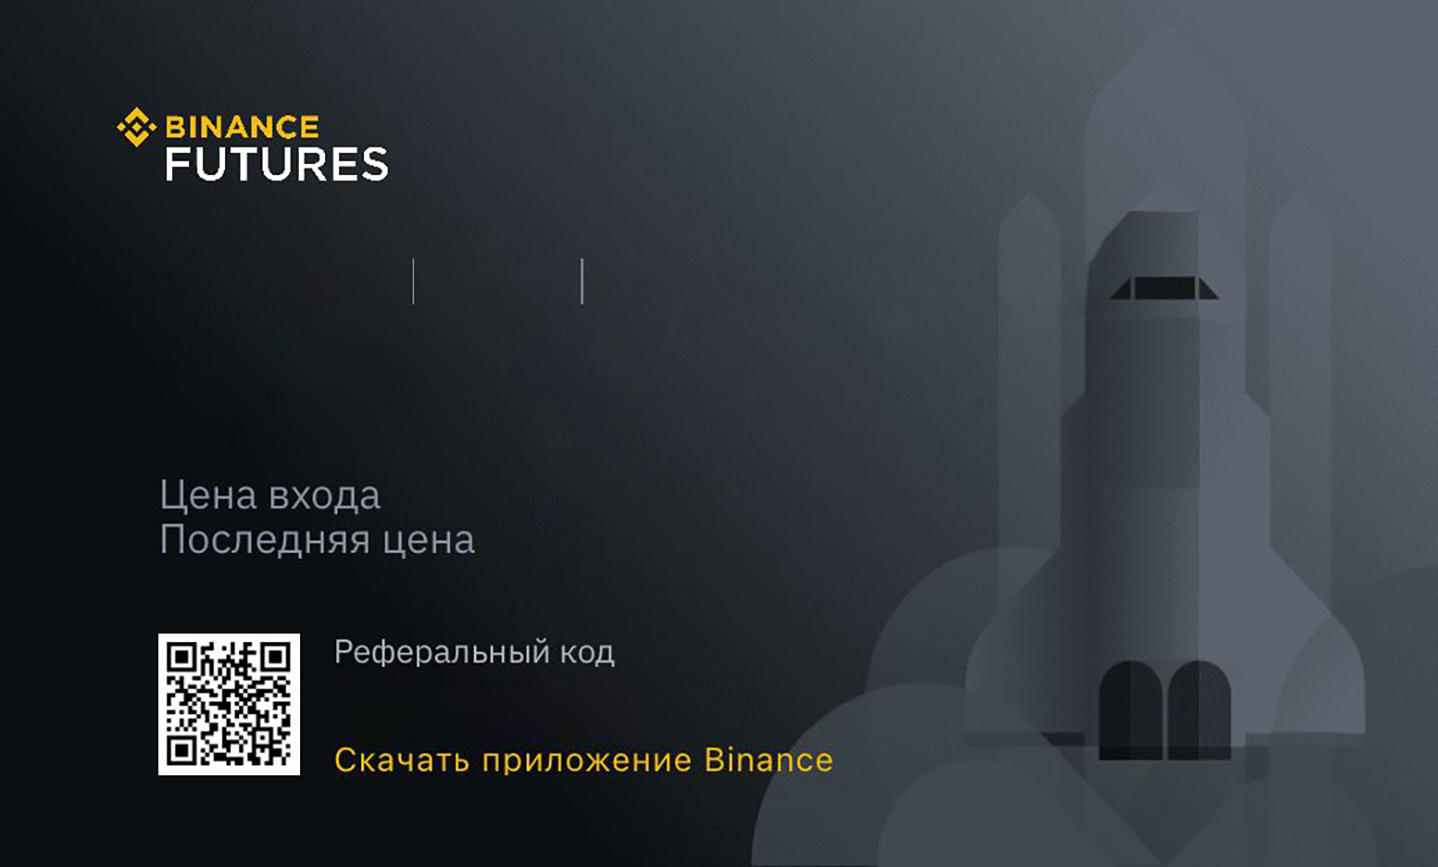 BINANCE
FUTURES
Цена входа
Последняя цена
Реферальный код
Скачать приложение Binance